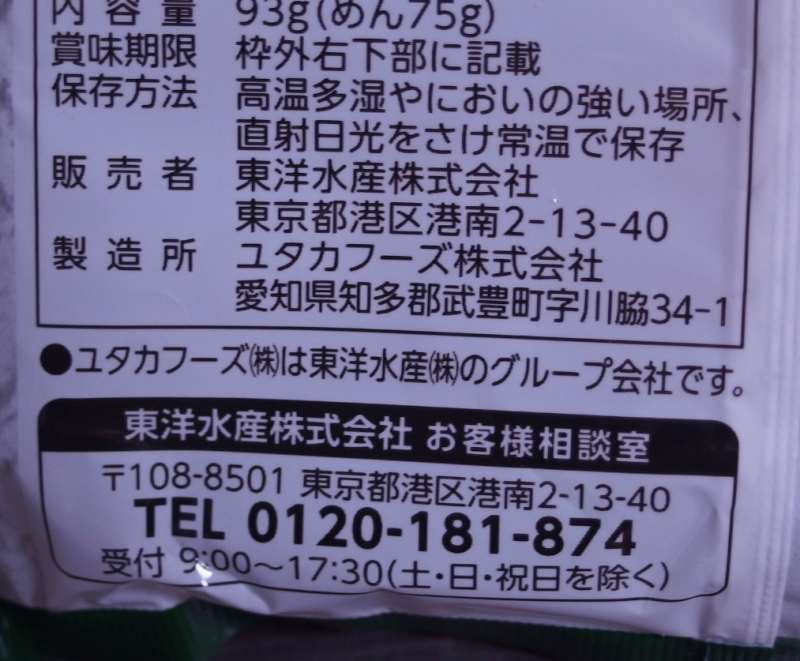 内容量 93g(めん75g)
賞味期限 枠外右下部に記載
保存方法 高温多湿やにおいの強い場所、
直射日光をさけ常温で保存
販売者 東洋水産株式会社
東京都港区港南2-13-40
製造所 ユタカフーズ株式会社
愛知県知多郡武豊町字川脇34-1
●ユタカフーズ㈱は東洋水産㈱のグループ会社です。
東洋水産株式会社 お客様相談室
〒108-8501 東京都港区港南2-13-40
TEL 0120-181-874
受付 9:00～17:30(土・日・祝日を除く)